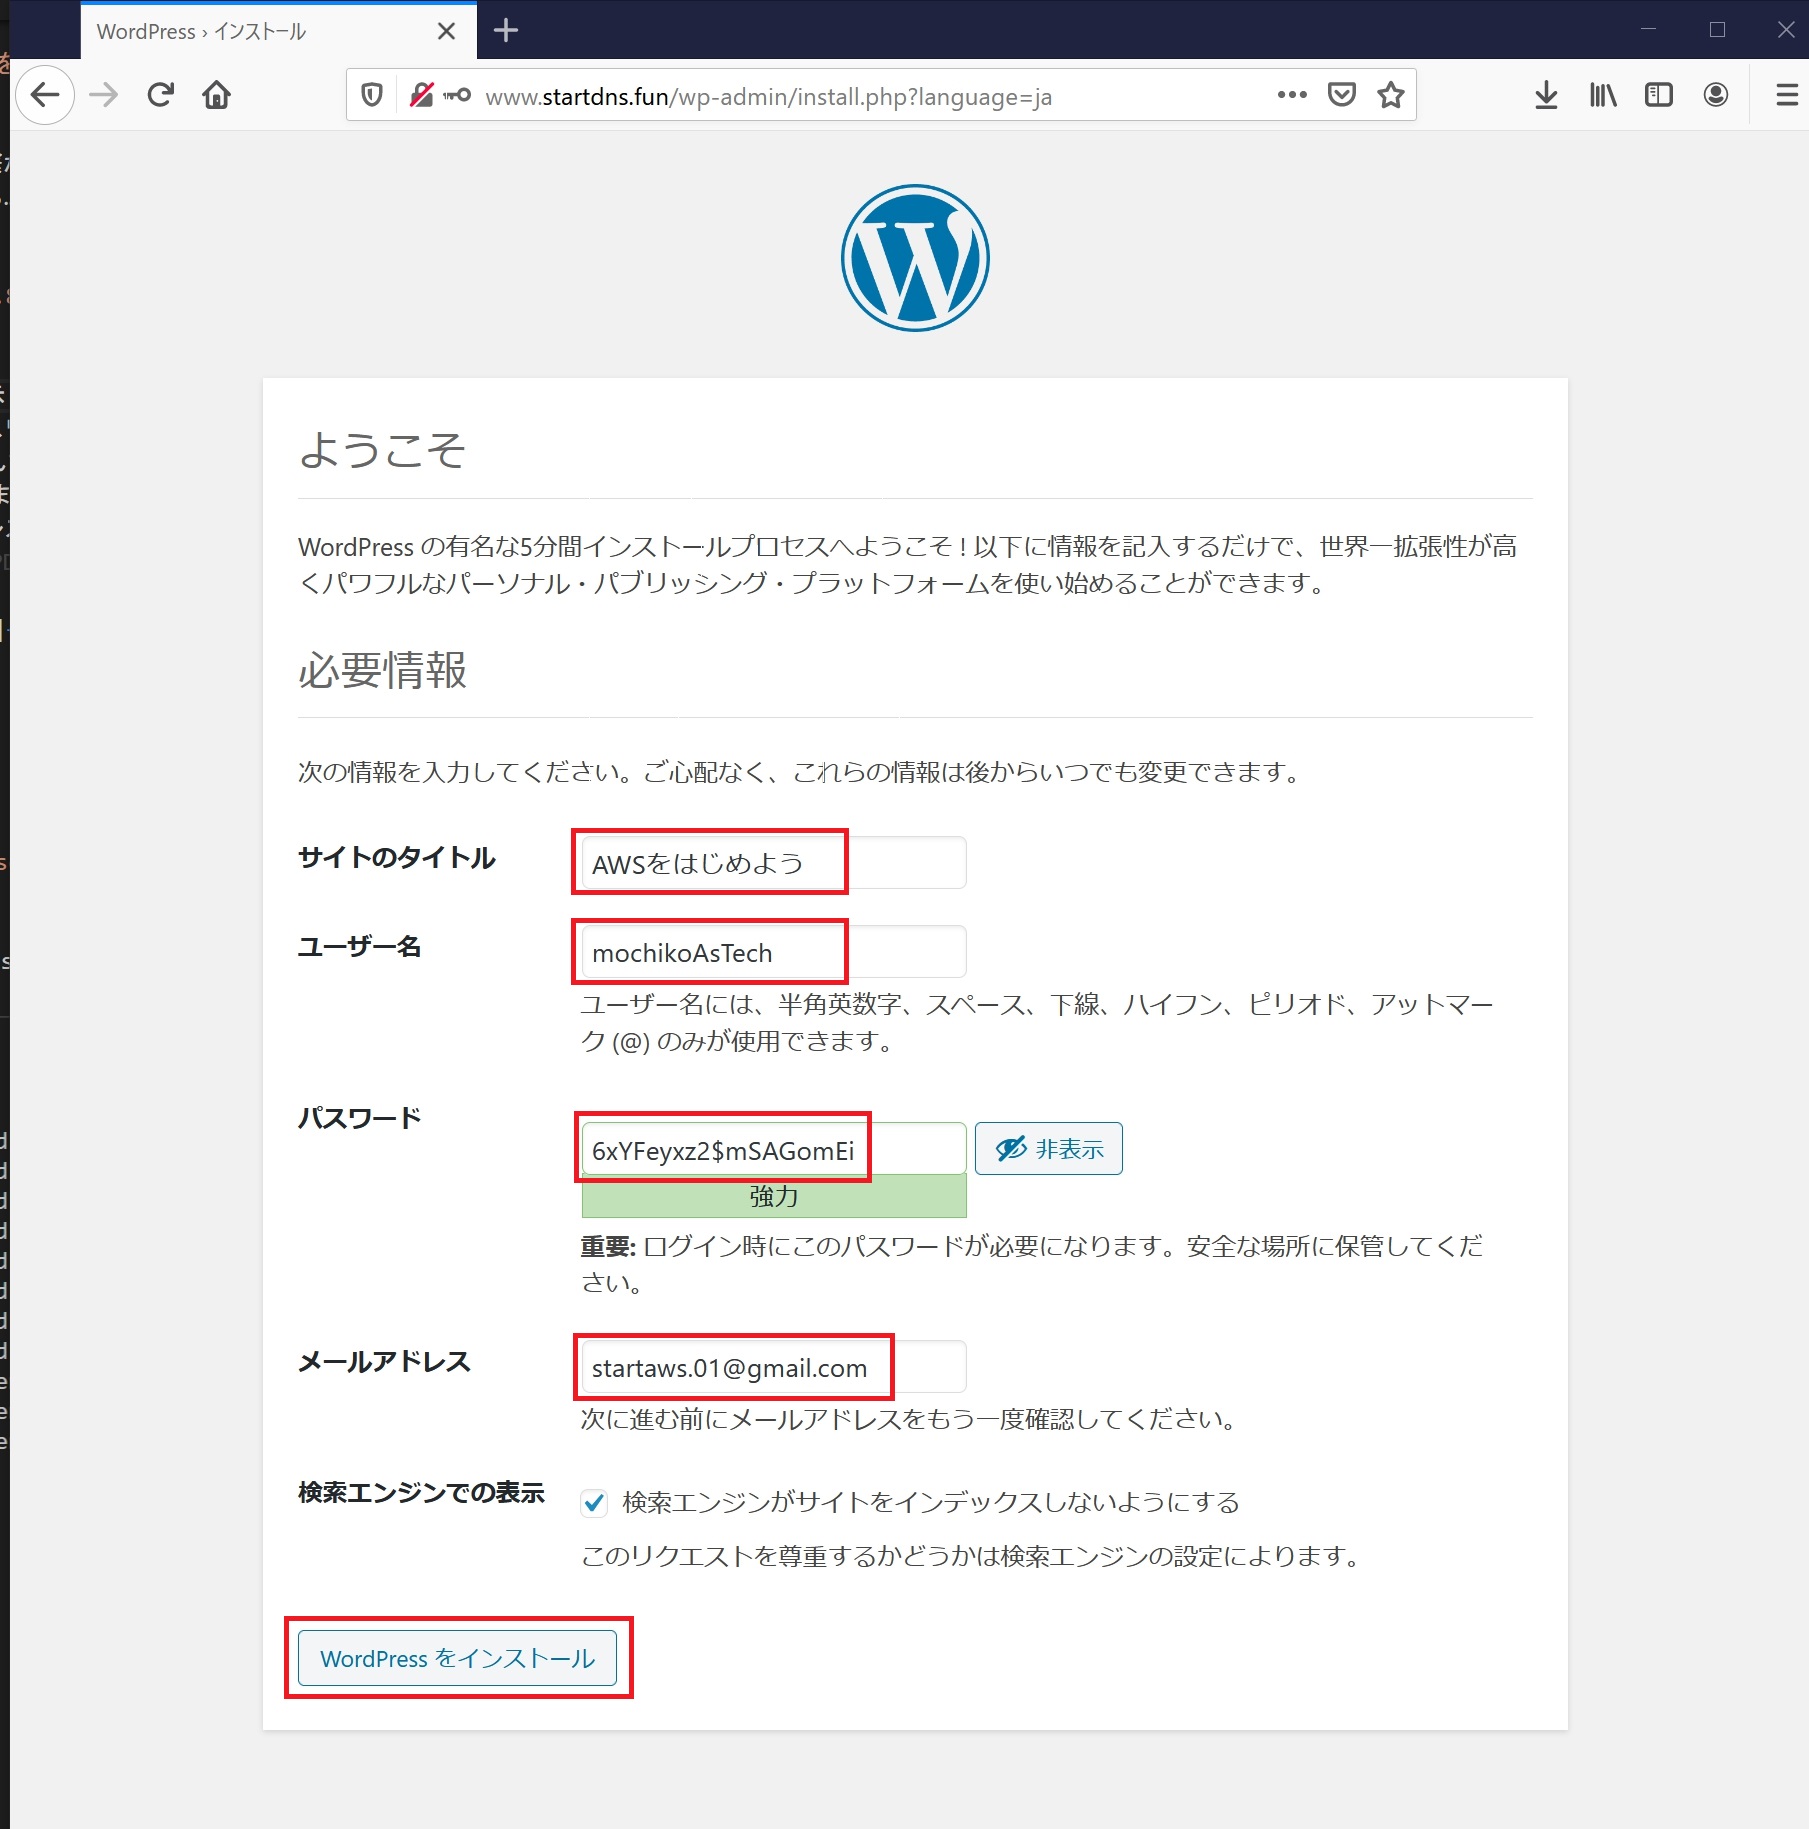 WordPress › インストール
www.startdns.fun/wp-admin/install.php?language=ja
ようこそ
WordPress の有名な5分間インストールプロセスへようこそ ! 以下に情報を記入するだけで、世界一拡張性が高
くパワフルなパーソナル・パブリッシング・プラットフォームを使い始めることができます。
必要情報
次の情報を入力してください。ご心配なく、これらの情報は後からいつでも変更できます。
サイトのタイトル
AWSをはじめよう
ユーザー名
mochikoAsTech
ユーザー名には、半角英数字、スペース、下線、ハイフン、ピリオド、アットマー
ク (@) のみが使用できます。
パスワード
6xYFeyxz2$mSAGomEi
非表示
強力
重要: ログイン時にこのパスワードが必要になります。安全な場所に保管してくだ
さい。
メールアドレス
startaws.01@gmail.com
次に進む前にメールアドレスをもう一度確認してください。
検索エンジンでの表示
検索エンジンがサイトをインデックスしないようにする
このリクエストを尊重するかどうかは検索エンジンの設定によります。
WordPress をインストール